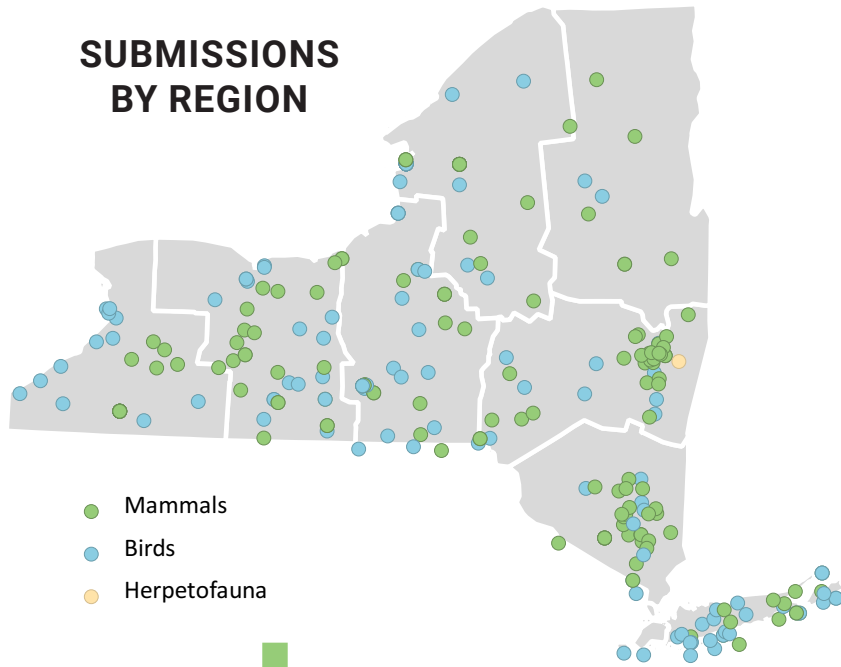 SUBMISSIONS
BY REGION
Mammals
Birds
Herpetofauna